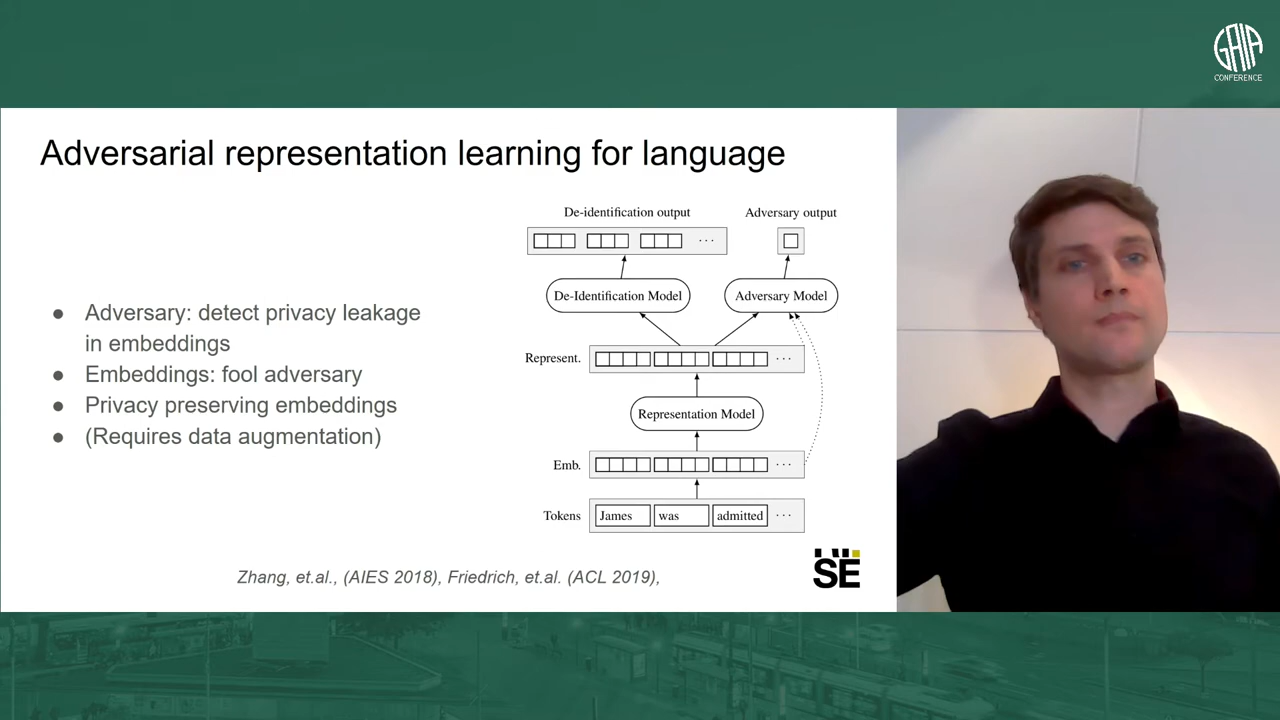 GAIA
CONFERENCE
Adversarial representation learning for language
● Adversary: detect privacy leakage
in embeddings
● Embeddings: fool adversary
● Privacy preserving embeddings
● (Requires data augmentation)
De-identification output
Adversary output
···
De-Identification Model
Adversary Model
Represent.
···
Representation Model
Emb.
···
Tokens
James was admitted ···
Zhang, et.al., (AIES 2018), Friedrich, et.al. (ACL 2019),
SE